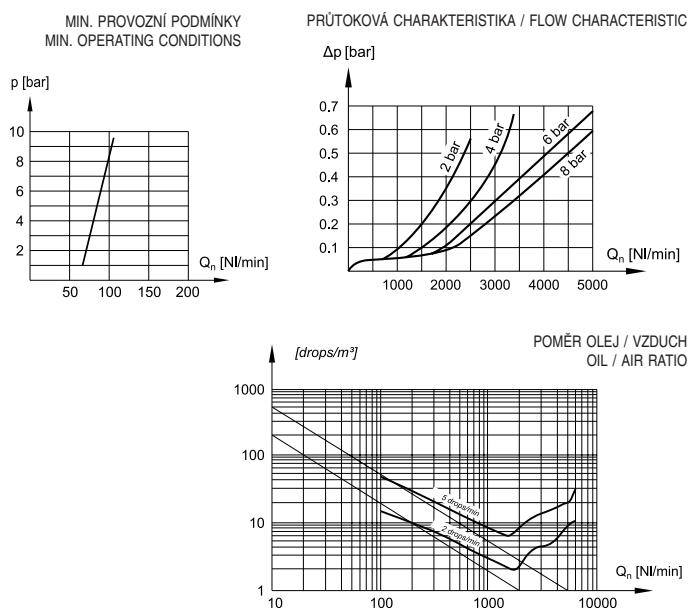 MIN. PROVOZNÍ PODMÍNKY
MIN. OPERATING CONDITIONS
p [bar]
10
8
6
4
2
50 100 150 200
Qn [Nl/min]
PRŮTOKOVÁ CHARAKTERISTIKA / FLOW CHARACTERISTIC
Δp [bar]
0.7
0.6
0.5
0.4
0.3
0.2
0.1
2 bar
4 bar
6 bar
8 bar
Qn [Nl/min]
1000 2000 3000 4000 5000
POMĚR OLEJ / VZDUCH
OIL / AIR RATIO
[drops/m³]
1000
100
10
1
5 drops/min
2 drops/min
Qn [Nl/min]
10 100 1000 10000